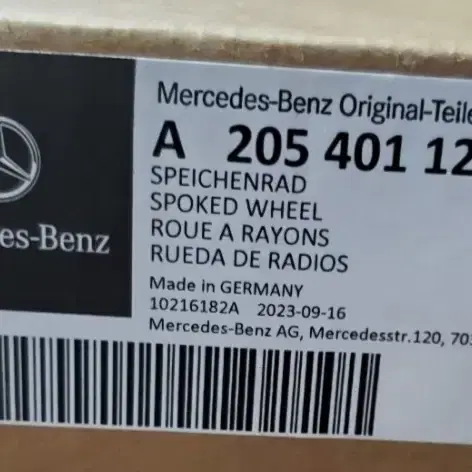 Mercedes-Benz Original-Teile
A 205 401 12
SPEICHENRAD
SPOKED WHEEL
ROUE A RAYONS
RUEDA DE RADIOS
es-Benz
Made in GERMANY
10216182A 2023-09-16
Mercedes-Benz AG, Mercedesstr.120, 703